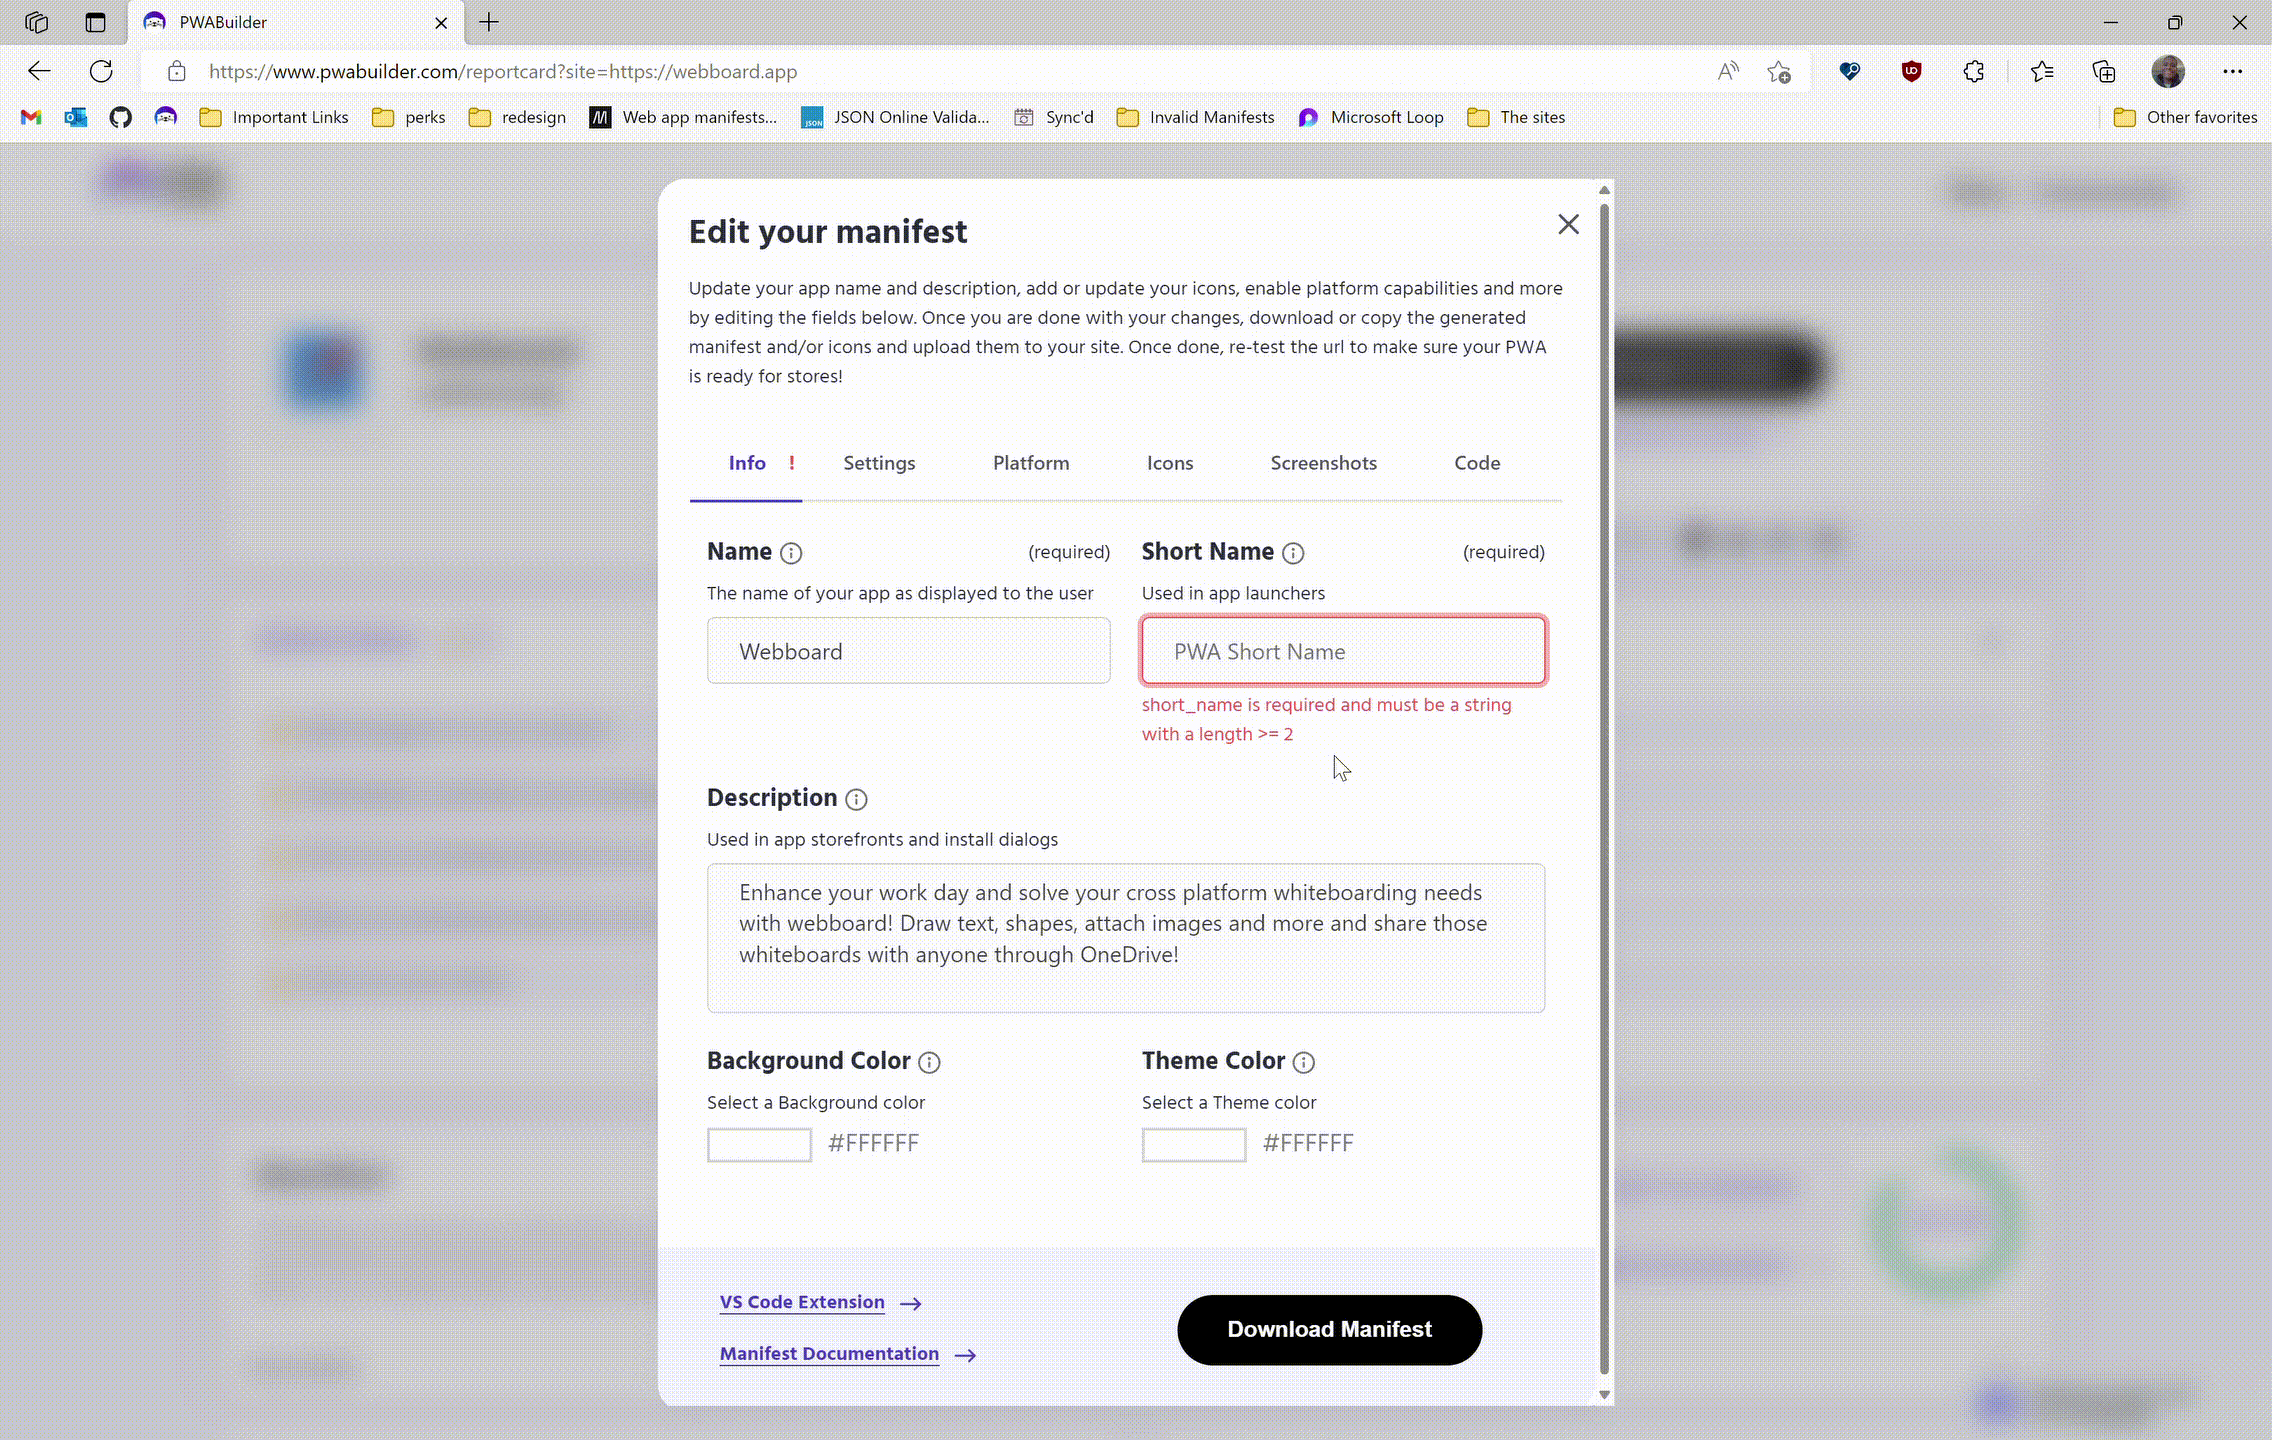 PWABuilder
https://www.pwabuilder.com/reportcard?site=https://webboard.app
Important Links
perks
redesign
Web app manifests...
JSON Online Valida...
Sync'd
Invalid Manifests
Microsoft Loop
The sites
Other favorites
Edit your manifest
Update your app name and description, add or update your icons, enable platform capabilities and more
by editing the fields below. Once you are done with your changes, download or copy the generated
manifest and/or icons and upload them to your site. Once done, re-test the url to make sure your PWA
is ready for stores!
Info !
Settings
Platform
Icons
Screenshots
Code
Name
(required)
The name of your app as displayed to the user
Webboard
Short Name
(required)
Used in app launchers
PWA Short Name
short_name is required and must be a string
with a length >= 2
Description
Used in app storefronts and install dialogs
Enhance your work day and solve your cross platform whiteboarding needs
with webboard! Draw text, shapes, attach images and more and share those
whiteboards with anyone through OneDrive!
Background Color
Select a Background color
#FFFFFF
Theme Color
Select a Theme color
#FFFFFF
VS Code Extension
Manifest Documentation
Download Manifest